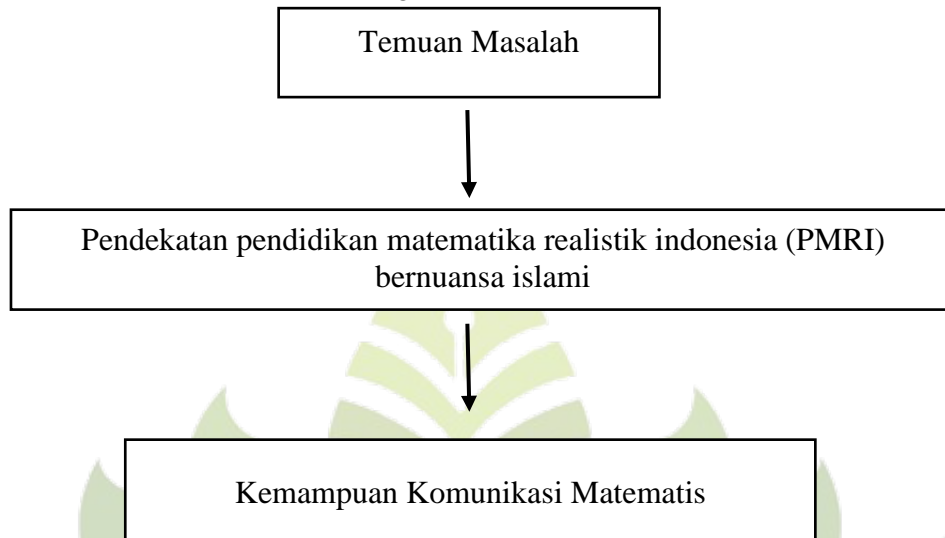 Temuan Masalah
Pendekatan pendidikan matematika realistik indonesia (PMRI)
bernuansa islami
Kemampuan Komunikasi Matematis